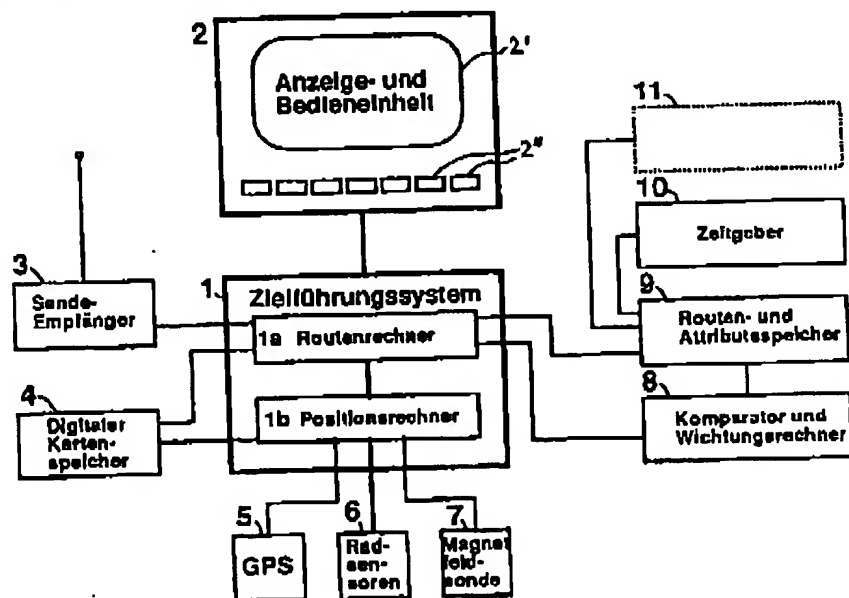 2
2'
Anzeige- und
Bedieneinheit
2"
11
10
Zeitgeber
3
Sende-
Empfänger
1
Zielführungssystem
1a Routenrechner
9
Routen- und
Attributespeicher
4
Digitaler
Karten-
speicher
1b Positionsrechner
8
Komparator und
Wichtungsrechner
5
GPS
6
Rad-
sen-
soren
7
Magnet
feld-
sonde